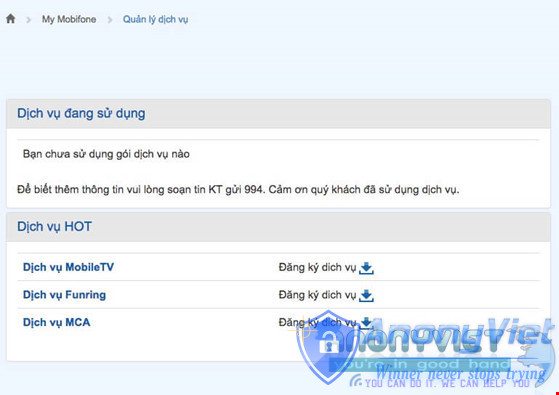 My Mobifone
Quản lý dịch vụ
Dịch vụ đang sử dụng
Bạn chưa sử dụng gói dịch vụ nào
Để biết thêm thông tin vui lòng soạn tin KT gửi 994. Cảm ơn quý khách đã sử dụng dịch vụ.
Dịch vụ HOT
Dịch vụ MobileTV
Đăng ký dich vụ
Dịch vụ Funring
Đăng ký dich vụ
Dịch vụ MCA
Đăng ký dich vụ
AnonyViet
you're in good hand
Winner never stops trying
YOU CAN DO IT, WE CAN HELP YOU